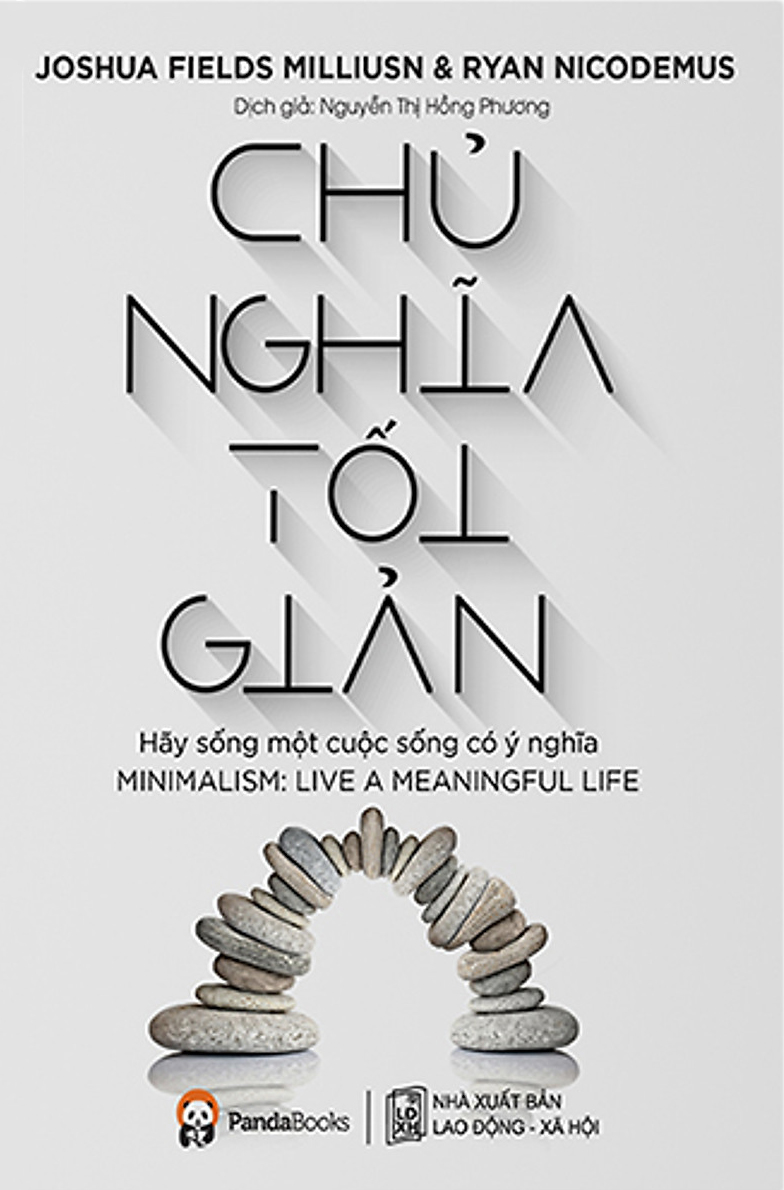 JOSHUA FIELDS MILLIUSN & RYAN NICODEMUS
Dịch giả: Nguyễn Thị Hồng Phương
CHỦ
NGHĨA
TỐI
GIẢN
Hãy sống một cuộc sống có ý nghĩa
MINIMALISM: LIVE A MEANINGFUL LIFE
PandaBooks
LĐ
XH
NHÀ XUẤT BẢN
LAO ĐỘNG - XÃ HỘI